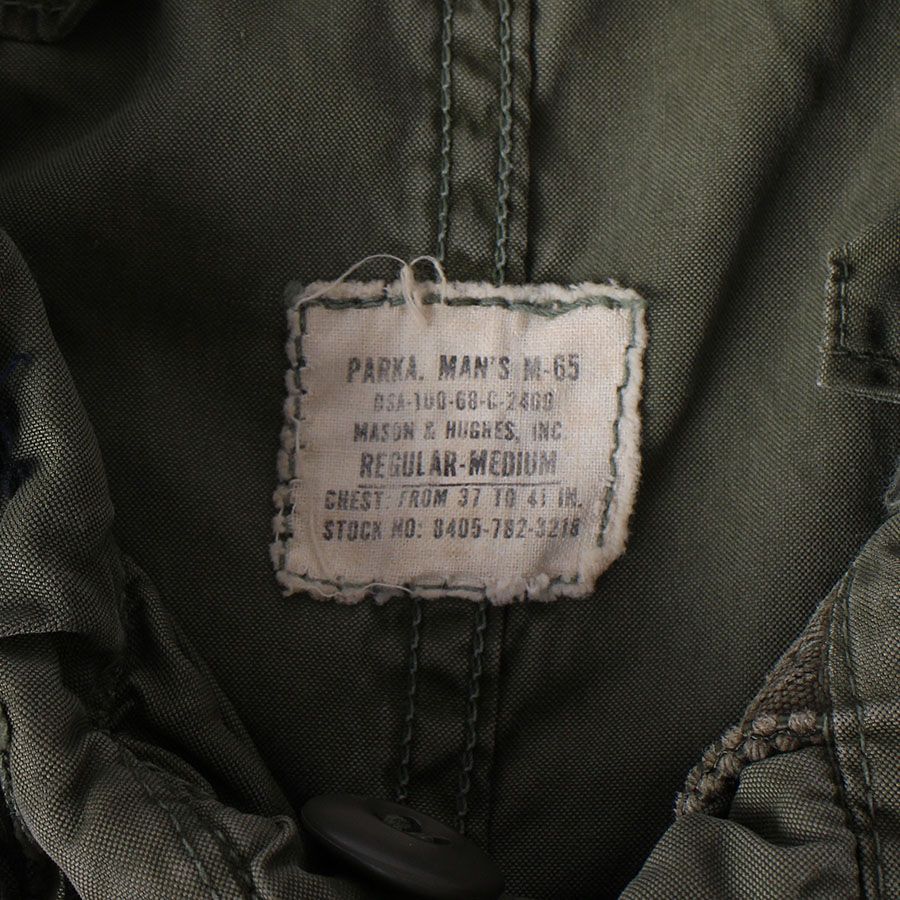 PARKA. MAN'S M-65
DSA-100-68-C-2400
MASON & HUGHES, INC.
REGULAR-MEDIUM
CHEST: FROM 37 TO 41 IN.
STOCK NO: 8405-782-3218